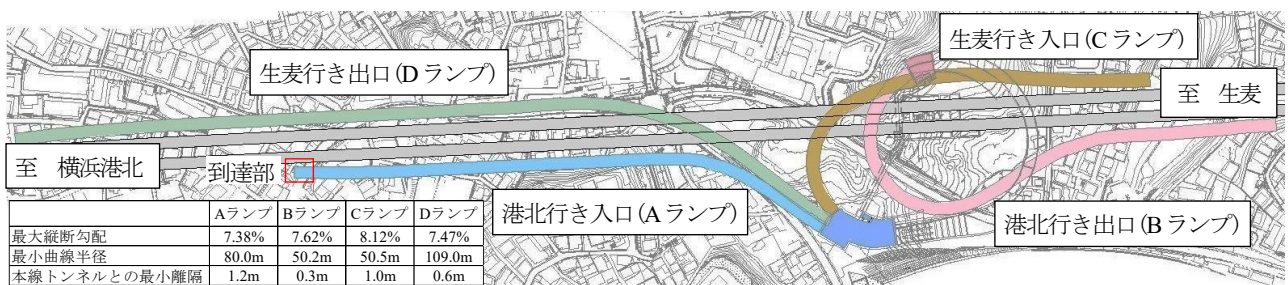 生麦行き入口(Cランプ)
生麦行き出口(Dランプ)
至 生麦
至 横浜港北
到達部
港北行き入口(Aランプ)
港北行き出口(Bランプ)
Aランプ Bランプ Cランプ Dランプ
最大縦断勾配 7.38% 7.62% 8.12% 7.47%
最小曲線半径 80.0m 50.2m 50.5m 109.0m
本線トンネルとの最小離隔 1.2m 0.3m 1.0m 0.6m